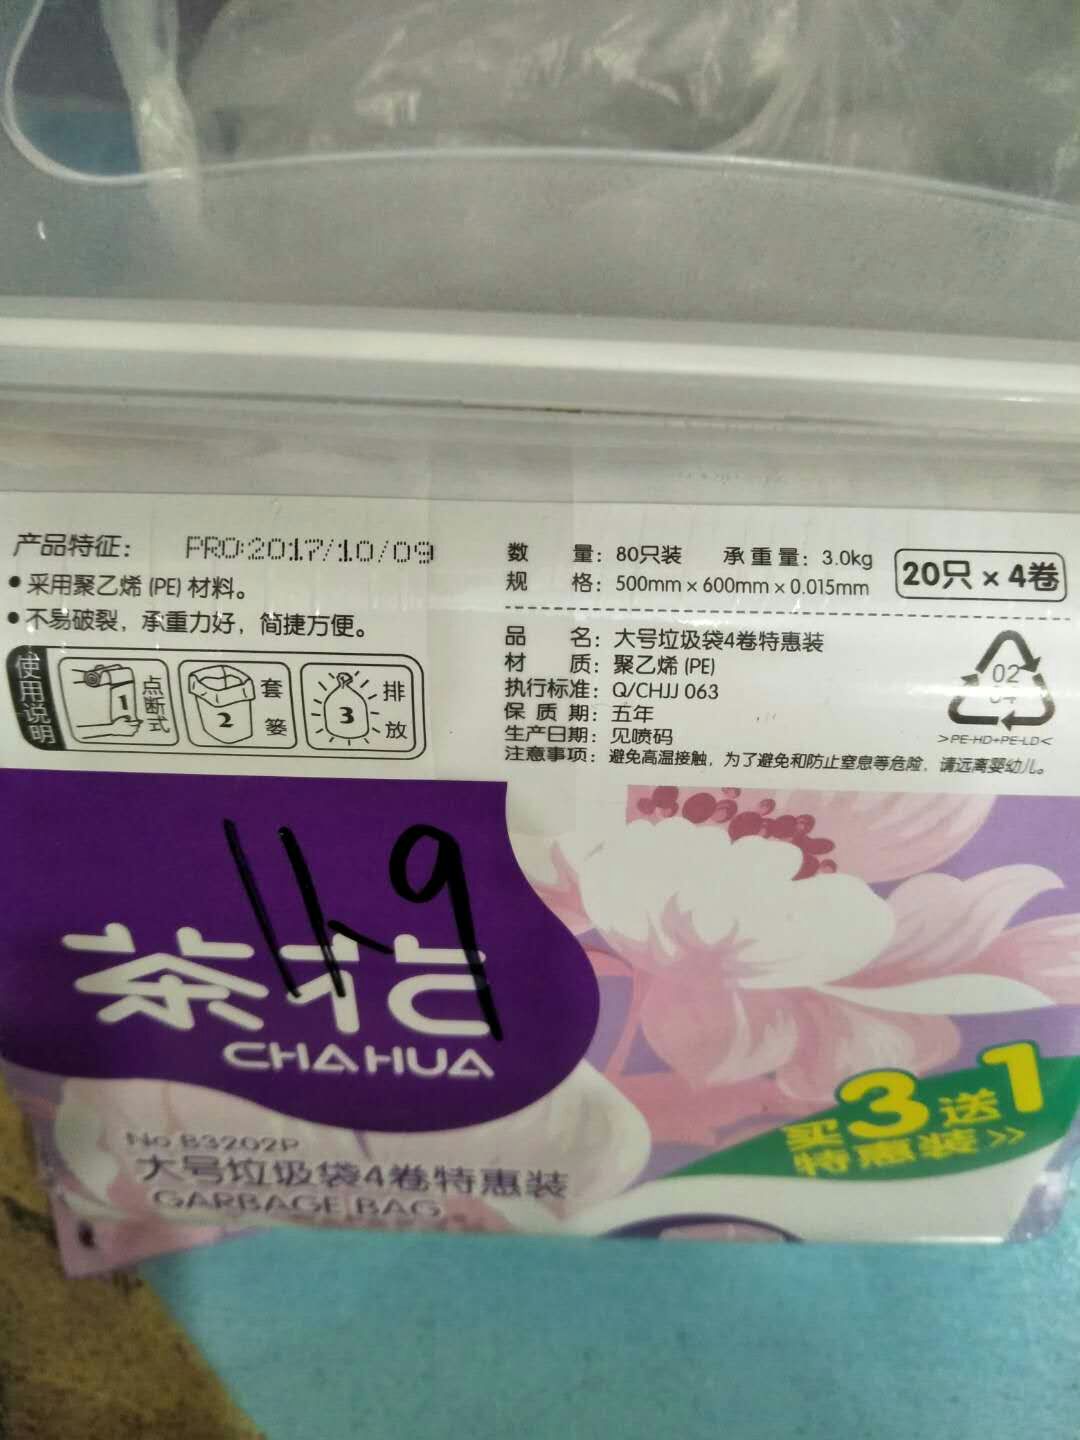 产品特征：
PRO:2017/10/09
• 采用聚乙烯 (PE) 材料。
• 不易破裂，承重力好，简捷方便。
使用说明
1 点断式
2 套篓
3 排放
数 量：80只装 承重量：3.0kg
规 格：500mm×600mm×0.015mm
20只×4卷
品 名：大号垃圾袋4卷特惠装
材 质：聚乙烯 (PE)
执行标准：Q/CHJJ 063
保 质 期：五年
生产日期：见喷码
注意事项：避免高温接触，为了避免和防止窒息等危险，请远离婴幼儿。
02
04
>PE-HD+PE-LD<
茶花
CHAHUA
买3送1
特惠装>>
No B3202P
大号垃圾袋4卷特惠装
GARBAGE BAG